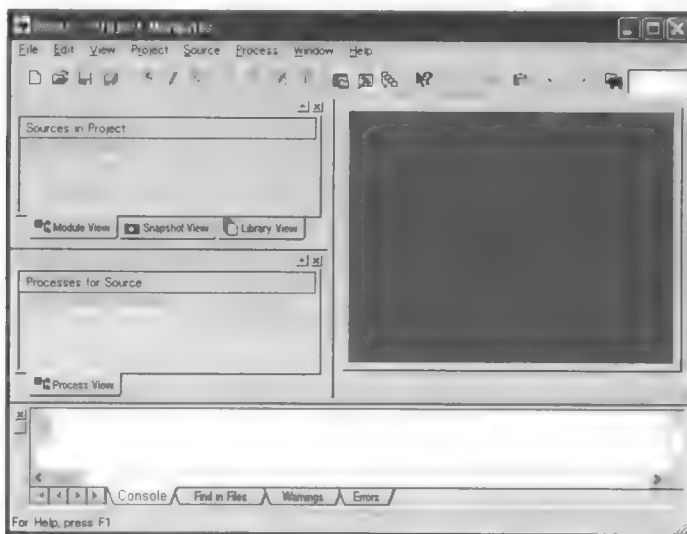 File Edit View Project Source Process Window Help
Sources in Project
Module View Snapshot View Library View
Processes for Source
Process View
Console Find in Files Warnings Errors
For Help, press F1